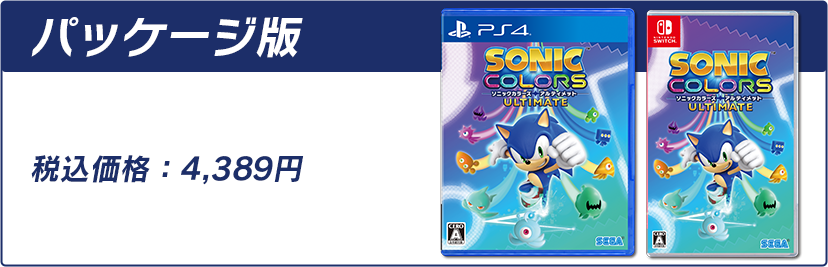 パッケージ版
税込価格：4,389円
PS4
SONIC
COLORS
ソニックカラーズ アルティメット
ULTIMATE
CERO
A
SEGA
NINTENDO
SWITCH
SONIC
COLORS
ソニックカラーズ アルティメット
ULTIMATE
CERO
A
SEGA